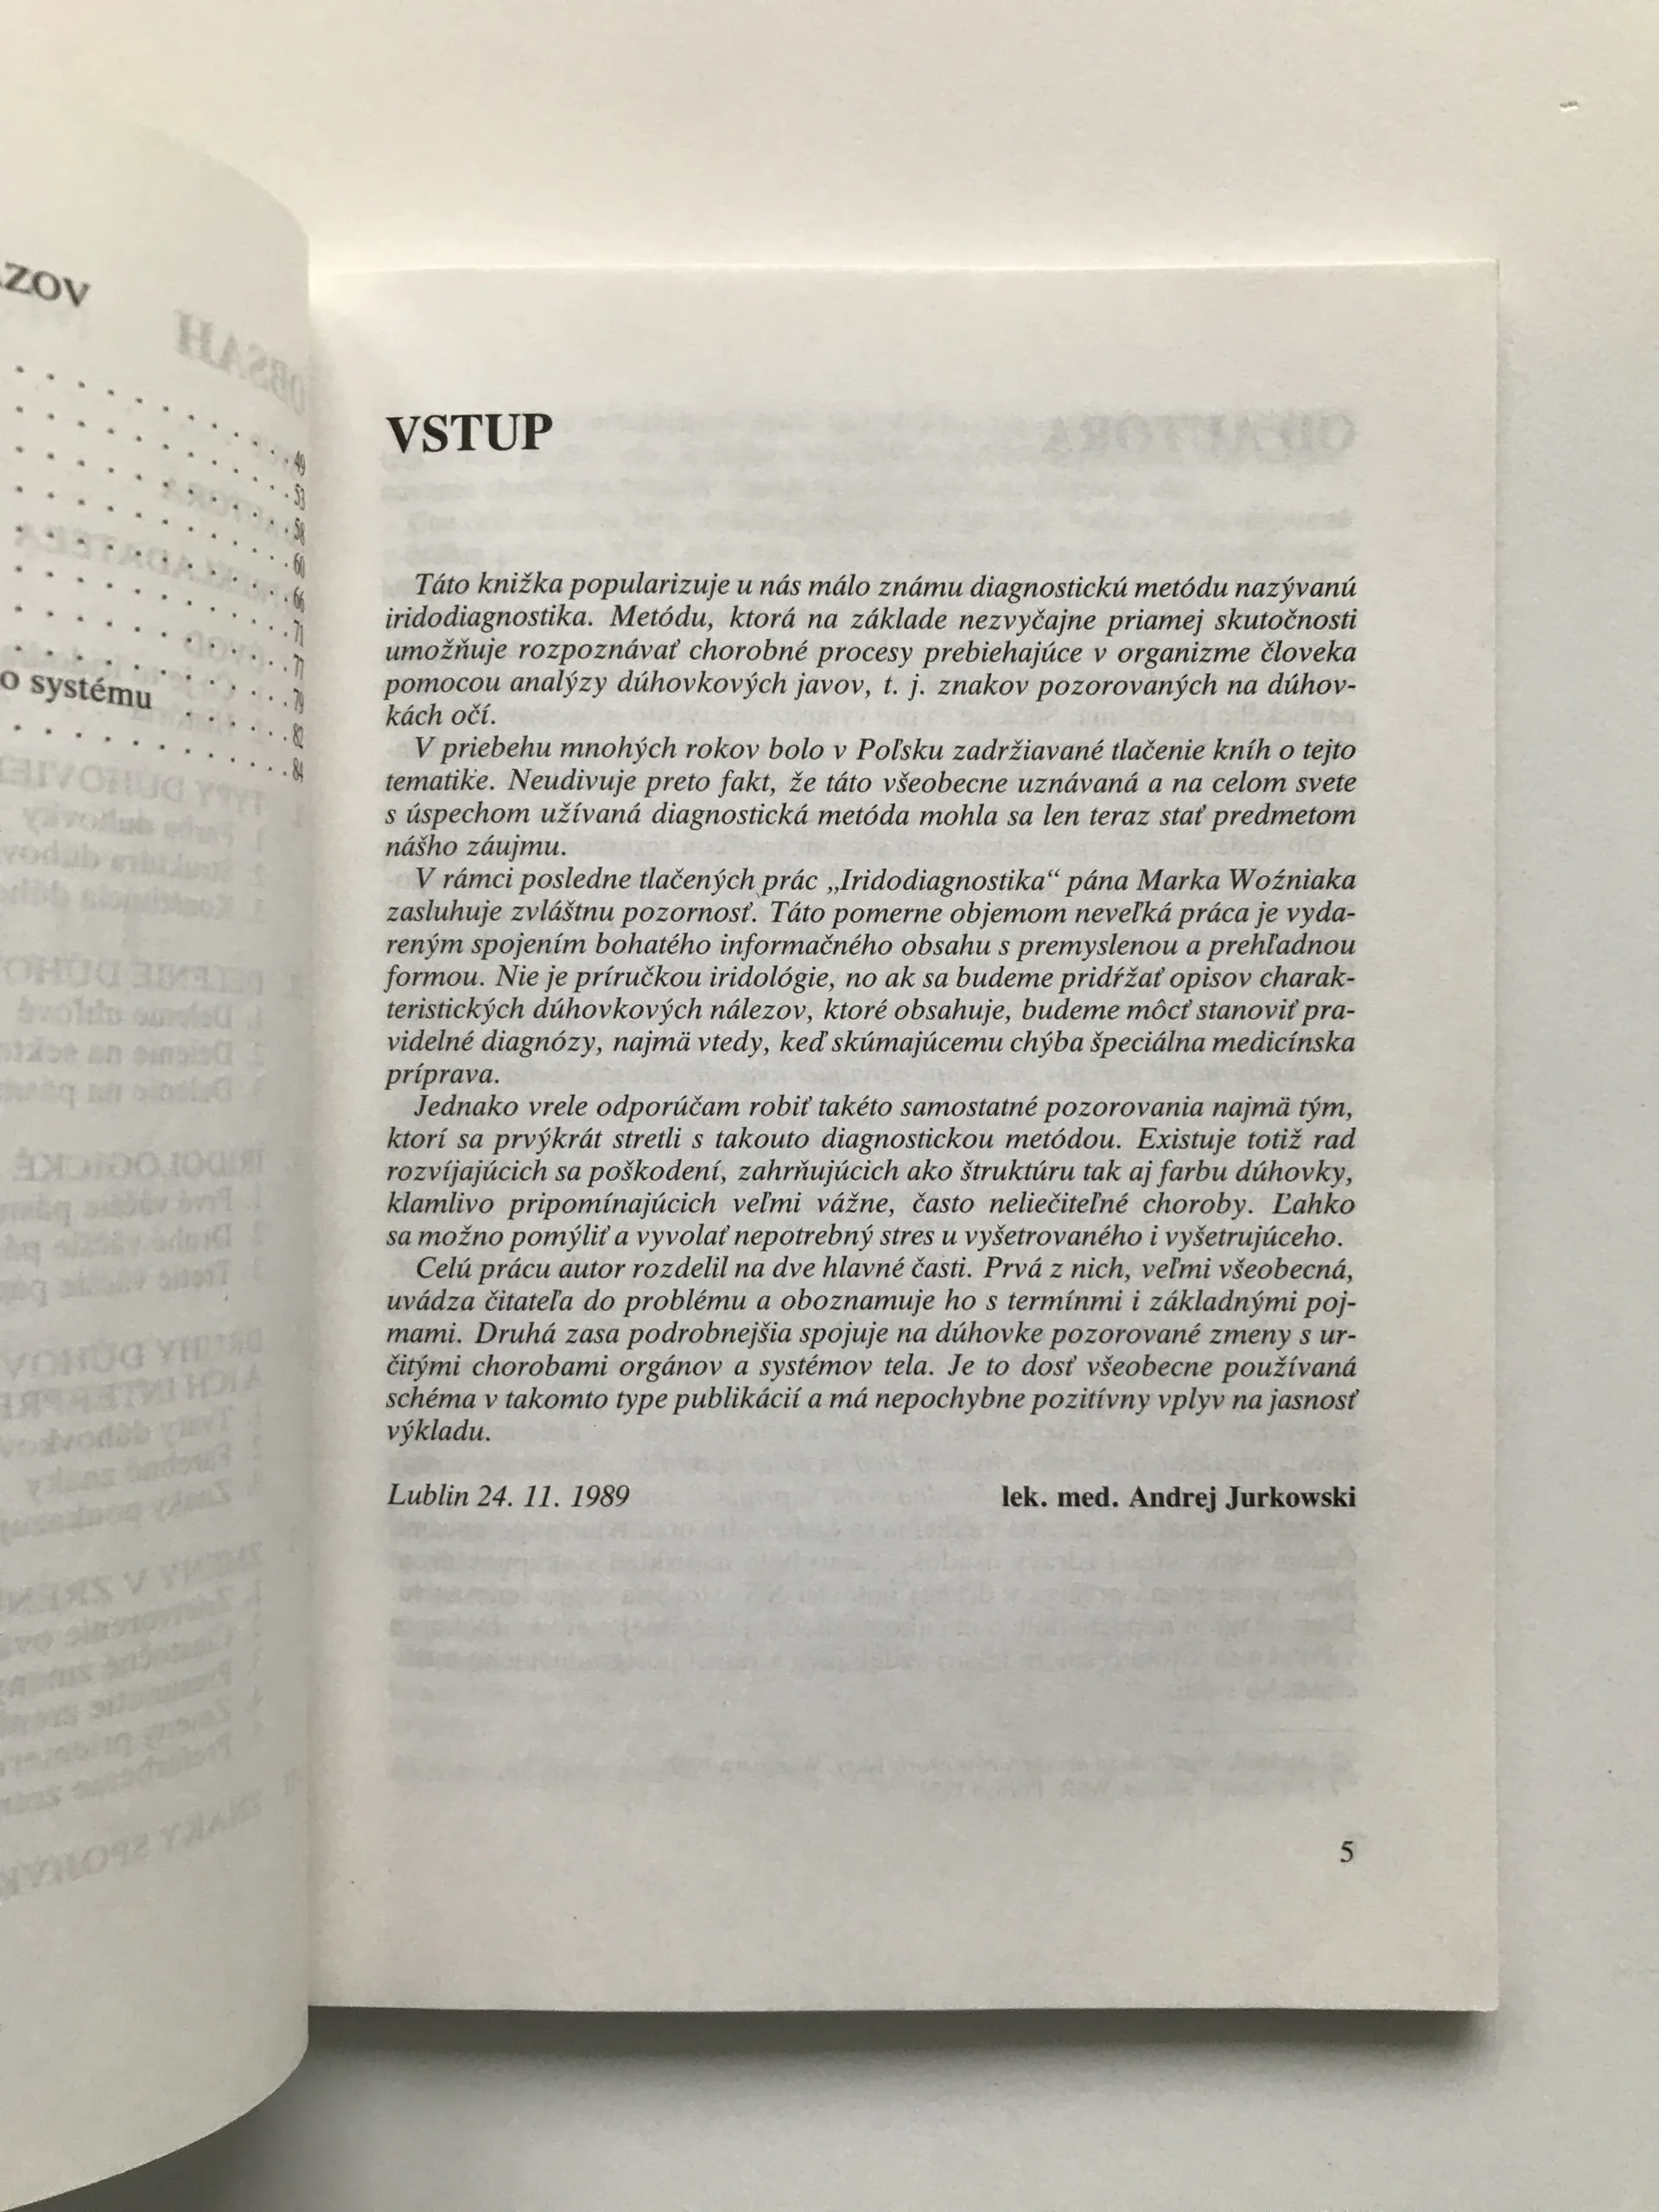 ZOV
49
53
58
60
66
71
77
79
o systému
82
84
VSTUP
Táto knižka popularizuje u nás málo známu diagnostickú metódu nazývanú
iridodiagnostika. Metódu, ktorá na základe nezvyčajne priamej skutočnosti
umožňuje rozpoznávať chorobné procesy prebiehajúce v organizme človeka
pomocou analýzy dúhovkových javov, t. j. znakov pozorovaných na dúhov-
kách očí.
V priebehu mnohých rokov bolo v Poľsku zadržiavané tlačenie kníh o tejto
tematike. Neudivuje preto fakt, že táto všeobecne uznávaná a na celom svete
s úspechom užívaná diagnostická metóda mohla sa len teraz stať predmetom
nášho záujmu.
V rámci posledne tlačených prác „Iridodiagnostika“ pána Marka Woźniaka
zasluhuje zvláštnu pozornosť. Táto pomerne objemom neveľká práca je vyda-
reným spojením bohatého informačného obsahu s premyslenou a prehľadnou
formou. Nie je príručkou iridológie, no ak sa budeme pridŕžať opisov charak-
teristických dúhovkových nálezov, ktoré obsahuje, budeme môcť stanoviť pra-
videlné diagnózy, najmä vtedy, keď skúmajúcemu chýba špeciálna medicínska
príprava.
Jednako vrele odporúčam robiť takéto samostatné pozorovania najmä tým,
ktorí sa prvýkrát stretli s takouto diagnostickou metódou. Existuje totiž rad
rozvíjajúcich sa poškodení, zahrňujúcich ako štruktúru tak aj farbu dúhovky,
klamlivo pripomínajúcich veľmi vážne, často neliečiteľné choroby. Ľahko
sa možno pomýliť a vyvolať nepotrebný stres u vyšetrovaného i vyšetrujúceho.
Celú prácu autor rozdelil na dve hlavné časti. Prvá z nich, veľmi všeobecná,
uvádza čitateľa do problému a oboznamuje ho s termínmi i základnými poj-
mami. Druhá zasa podrobnejšia spojuje na dúhovke pozorované zmeny s ur-
čitými chorobami orgánov a systémov tela. Je to dosť všeobecne používaná
schéma v takomto type publikácií a má nepochybne pozitívny vplyv na jasnosť
výkladu.
Lublin 24. 11. 1989 lek. med. Andrej Jurkowski
5